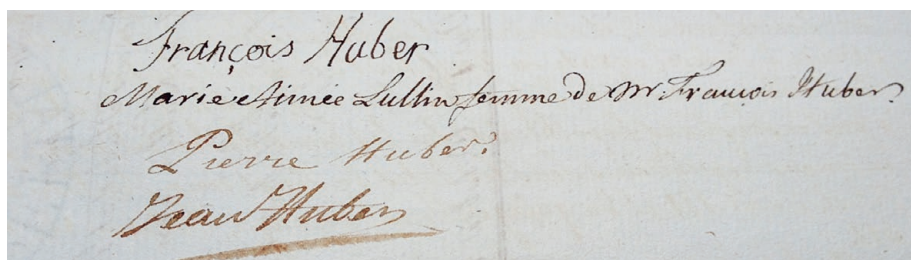 François Huber
Marie Aimée Lullin femme de Mr. François Huber.
Pierre Huber.
Jean Huber